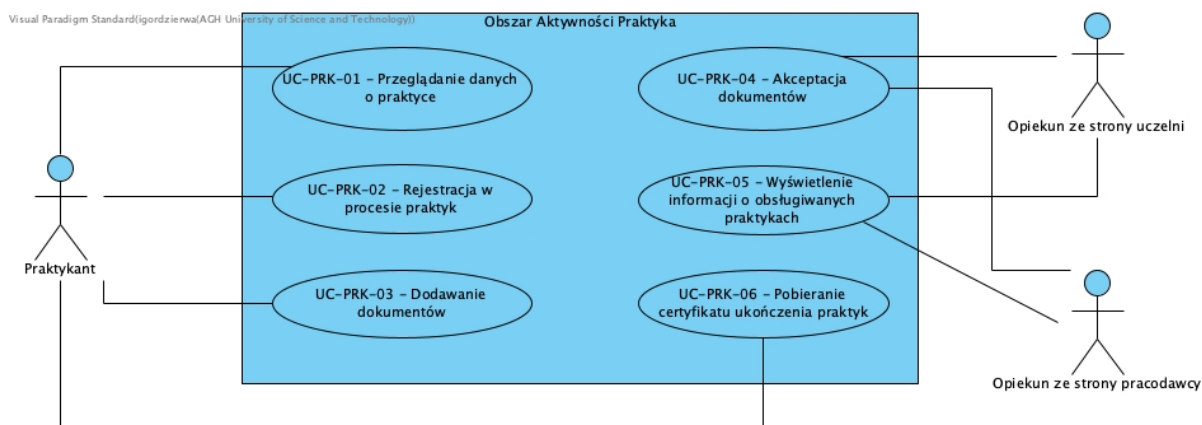 Visual Paradigm Standard(igordzierwa(AGH University of Science and Technology))
Obszar Aktywności Praktyka
UC-PRK-01 - Przeglądanie danych
o praktyce
UC-PRK-04 - Akceptacja
dokumentów
Opiekun ze strony uczelni
UC-PRK-02 - Rejestracja w
procesie praktyk
UC-PRK-05 - Wyświetlenie
informacji o obsługiwanych
praktykach
Praktykant
UC-PRK-03 - Dodawanie
dokumentów
UC-PRK-06 - Pobieranie
certyfikatu ukończenia praktyk
Opiekun ze strony pracodawcy